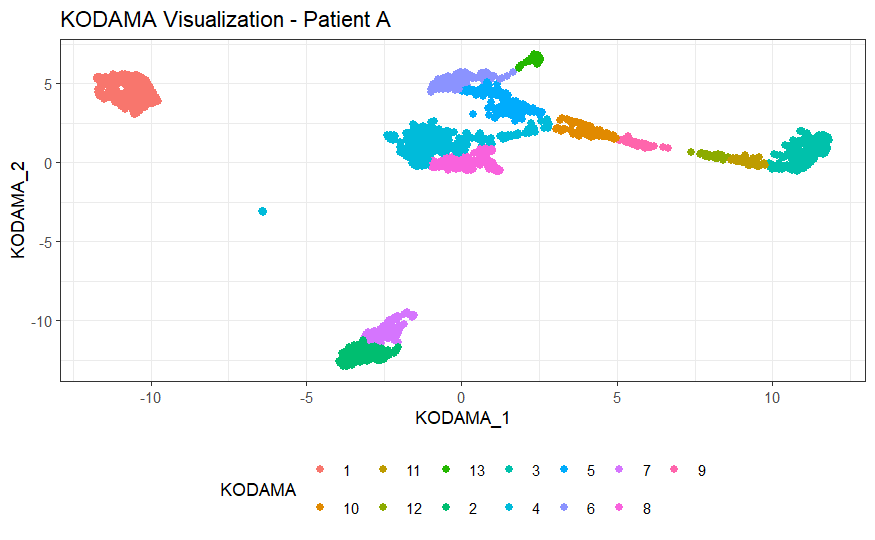 KODAMA Visualization - Patient A
KODAMA_2
5
0
-5
-10
-10 -5 0 5 10
KODAMA_1
KODAMA
1 11 13 3 5 7 9
10 12 2 4 6 8